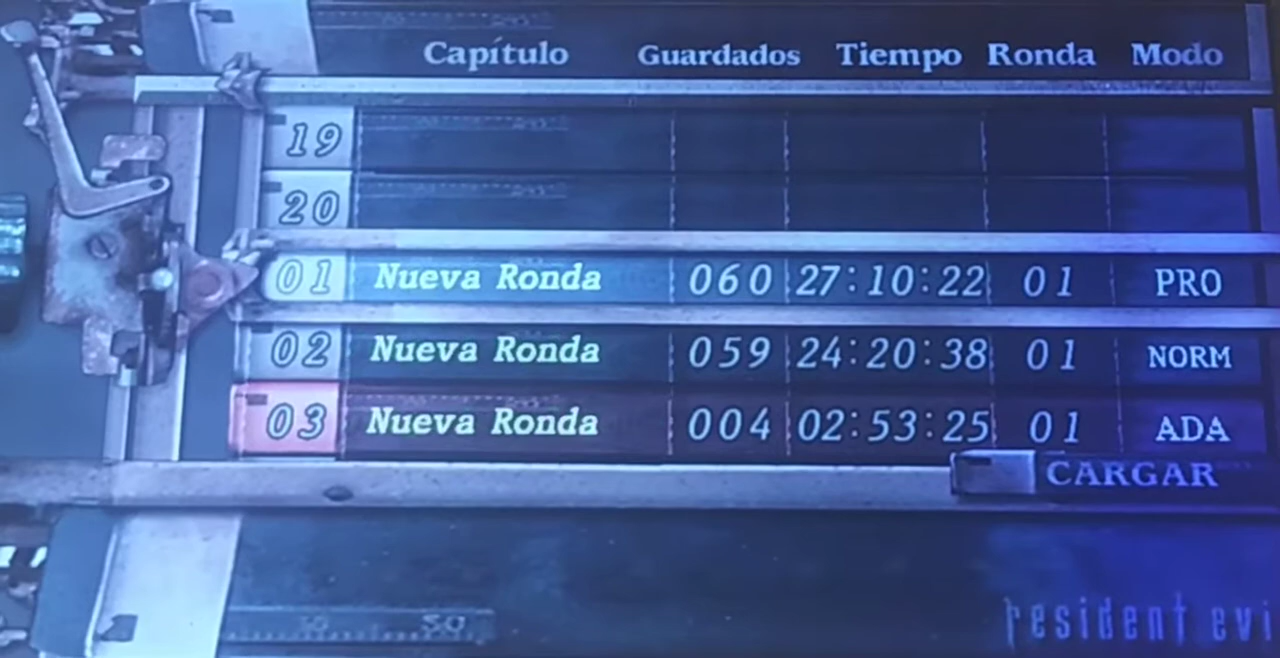 Capítulo Guardados Tiempo Ronda Modo
19
20
01 Nueva Ronda 060 27:10:22 01 PRO
02 Nueva Ronda 059 24:20:38 01 NORM
03 Nueva Ronda 004 02:53:25 01 ADA
CARGAR
50
resident evi